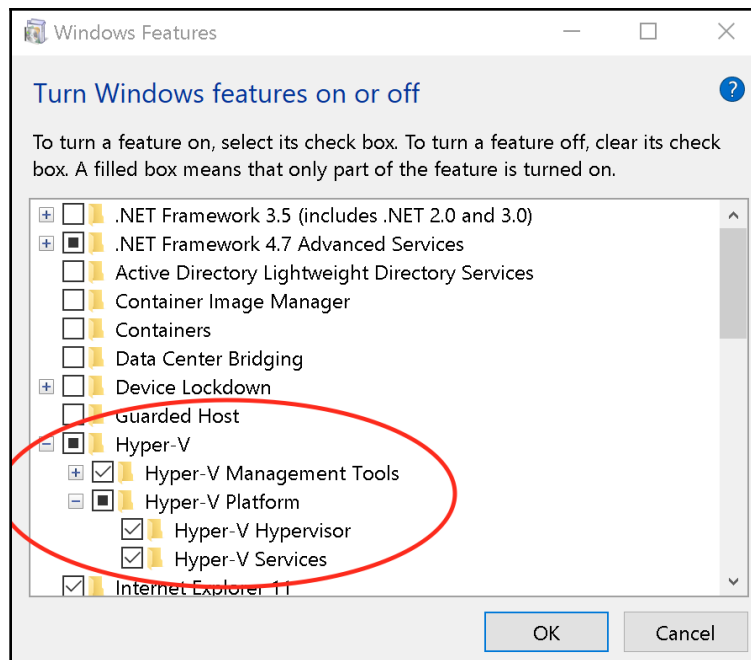 Windows Features
Turn Windows features on or off
?
To turn a feature on, select its check box. To turn a feature off, clear its check
box. A filled box means that only part of the feature is turned on.
.NET Framework 3.5 (includes .NET 2.0 and 3.0)
.NET Framework 4.7 Advanced Services
Active Directory Lightweight Directory Services
Container Image Manager
Containers
Data Center Bridging
Device Lockdown
Guarded Host
Hyper-V
Hyper-V Management Tools
Hyper-V Platform
Hyper-V Hypervisor
Hyper-V Services
Internet Explorer 11
OK
Cancel